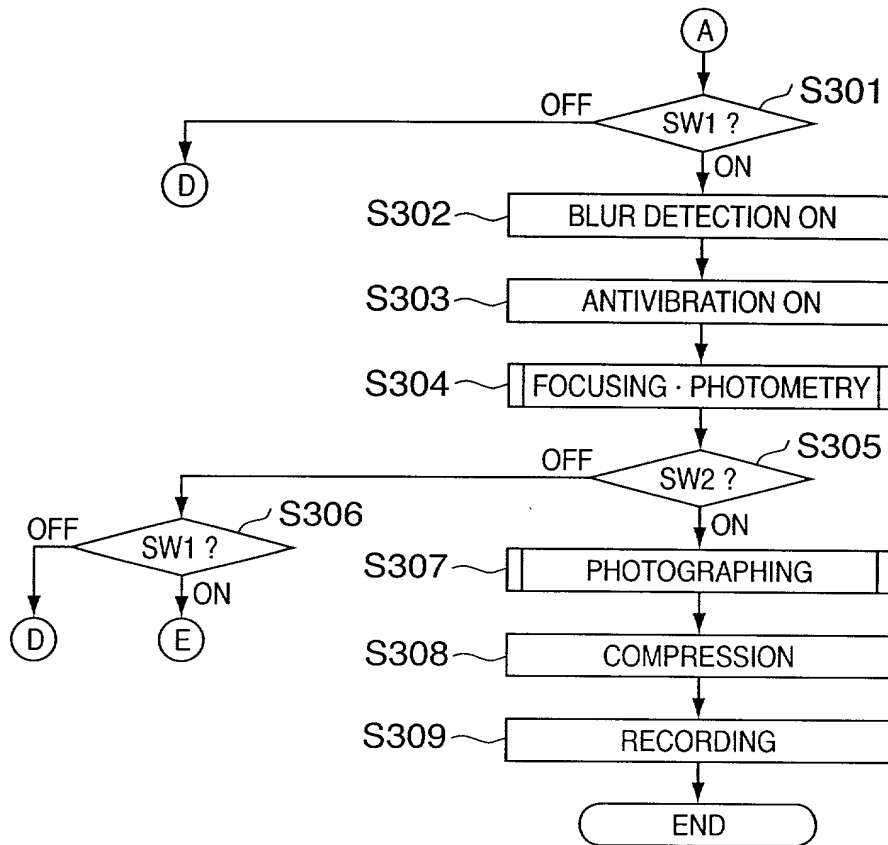 A
S301
OFF
SW1 ?
ON
D
S302
BLUR DETECTION ON
S303
ANTIVIBRATION ON
S304
FOCUSING · PHOTOMETRY
S305
OFF
SW2 ?
ON
S306
OFF
SW1 ?
ON
D
E
S307
PHOTOGRAPHING
S308
COMPRESSION
S309
RECORDING
END